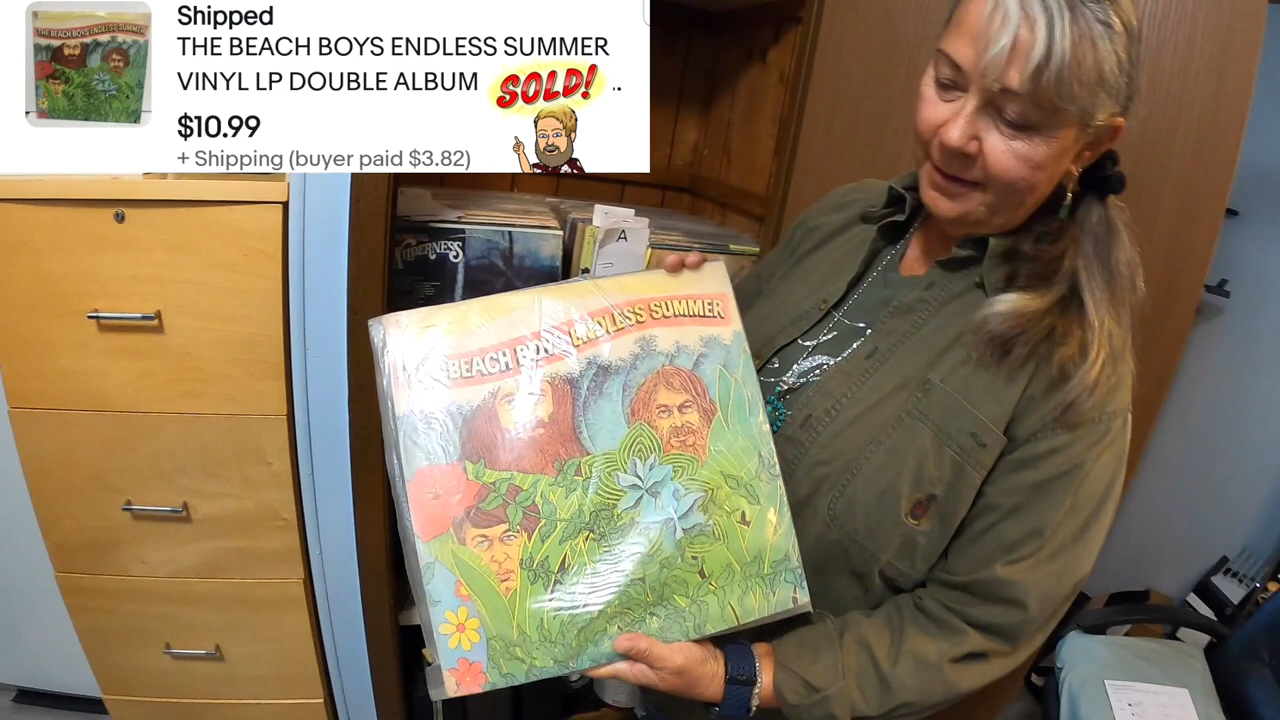 Shipped
THE BEACH BOYS ENDLESS SUMMER
VINYL LP DOUBLE ALBUM
SOLD!
..
$10.99
+ Shipping (buyer paid $3.82)
THE BEACH BOYS ENDLESS SUMMER
WILDERNESS
A
BEACH BOYS ENDLESS SUMMER